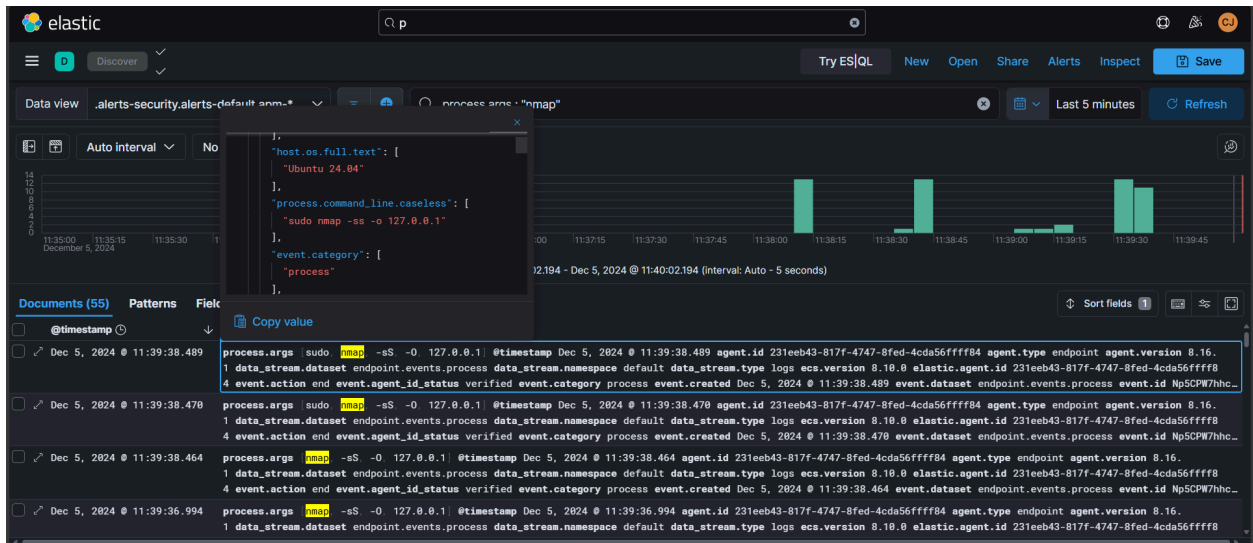 elastic
p
CJ
D
Discover
Try ES|QL
New
Open
Share
Alerts
Inspect
Save
Data view
.alerts-security.alerts-default,apm-*
process.args : "nmap"
Last 5 minutes
Refresh
Auto interval
No
],
"host.os.full.text": [
"Ubuntu 24.04"
],
"process.command_line.caseless": [
"sudo nmap -ss -o 127.0.0.1"
],
"event.category": [
"process"
],
Copy value
14
12
10
8
6
4
2
0
11:35:00
11:35:15
11:35:30
11:37:15
11:37:30
11:37:45
11:38:00
11:38:15
11:38:30
11:38:45
11:39:00
11:39:15
11:39:30
11:39:45
December 5, 2024
02.194 - Dec 5, 2024 @ 11:40:02.194 (interval: Auto - 5 seconds)
Documents (55)
Patterns
Field
Sort fields 1
@timestamp
Dec 5, 2024 @ 11:39:38.489
process.args [sudo, nmap, -sS, -O, 127.0.0.1] @timestamp Dec 5, 2024 @ 11:39:38.489 agent.id 231eeb43-817f-4747-8fed-4cda56ffff84 agent.type endpoint agent.version 8.16.
1 data_stream.dataset endpoint.events.process data_stream.namespace default data_stream.type logs ecs.version 8.10.0 elastic.agent.id 231eeb43-817f-4747-8fed-4cda56ffff8
4 event.action end event.agent_id_status verified event.category process event.created Dec 5, 2024 @ 11:39:38.489 event.dataset endpoint.events.process event.id Np5CPW7hhc…
Dec 5, 2024 @ 11:39:38.470
process.args [sudo, nmap, -sS, -O, 127.0.0.1] @timestamp Dec 5, 2024 @ 11:39:38.470 agent.id 231eeb43-817f-4747-8fed-4cda56ffff84 agent.type endpoint agent.version 8.16.
1 data_stream.dataset endpoint.events.process data_stream.namespace default data_stream.type logs ecs.version 8.10.0 elastic.agent.id 231eeb43-817f-4747-8fed-4cda56ffff8
4 event.action end event.agent_id_status verified event.category process event.created Dec 5, 2024 @ 11:39:38.470 event.dataset endpoint.events.process event.id Np5CPW7hhc…
Dec 5, 2024 @ 11:39:38.464
process.args [nmap, -sS, -O, 127.0.0.1] @timestamp Dec 5, 2024 @ 11:39:38.464 agent.id 231eeb43-817f-4747-8fed-4cda56ffff84 agent.type endpoint agent.version 8.16.
1 data_stream.dataset endpoint.events.process data_stream.namespace default data_stream.type logs ecs.version 8.10.0 elastic.agent.id 231eeb43-817f-4747-8fed-4cda56ffff8
4 event.action end event.agent_id_status verified event.category process event.created Dec 5, 2024 @ 11:39:38.464 event.dataset endpoint.events.process event.id Np5CPW7hhc…
Dec 5, 2024 @ 11:39:36.994
process.args [nmap, -sS, -O, 127.0.0.1] @timestamp Dec 5, 2024 @ 11:39:36.994 agent.id 231eeb43-817f-4747-8fed-4cda56ffff84 agent.type endpoint agent.version 8.16.
1 data_stream.dataset endpoint.events.process data_stream.namespace default data_stream.type logs ecs.version 8.10.0 elastic.agent.id 231eeb43-817f-4747-8fed-4cda56ffff8